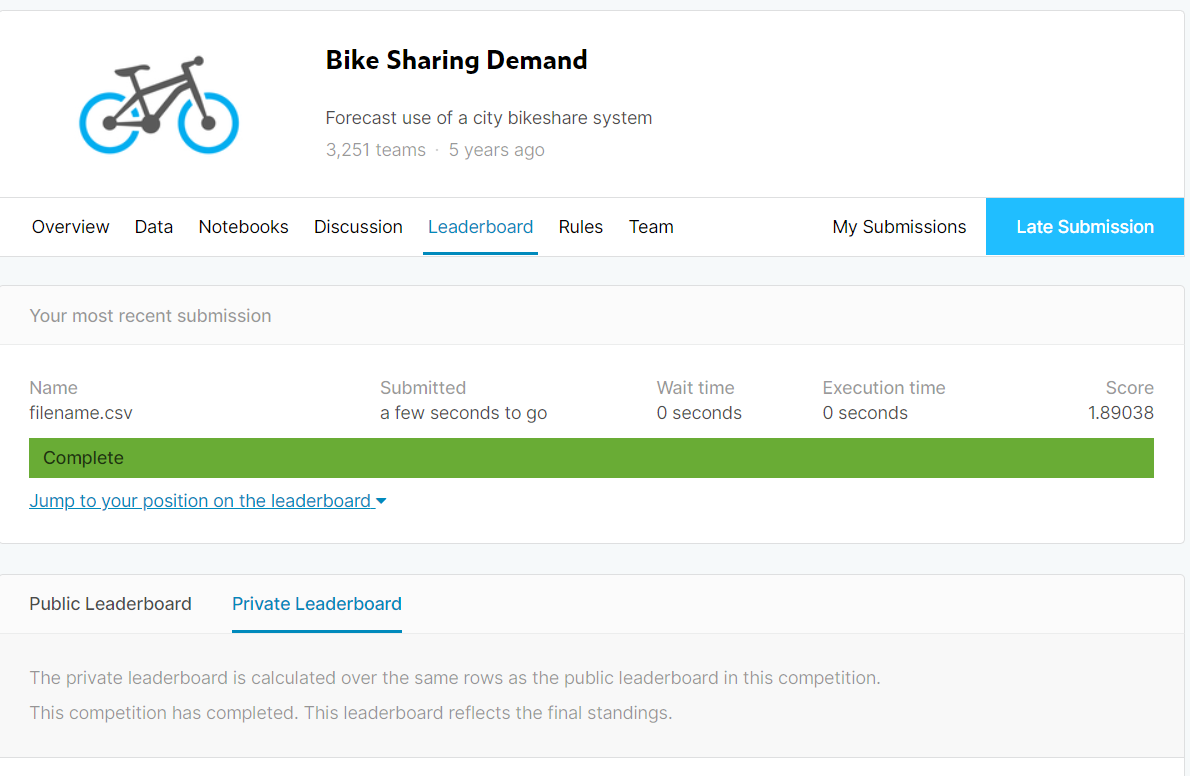 Bike Sharing Demand
Forecast use of a city bikeshare system
3,251 teams · 5 years ago
Overview Data Notebooks Discussion Leaderboard Rules Team My Submissions Late Submission
Your most recent submission
Name Submitted Wait time Execution time Score
filename.csv a few seconds to go 0 seconds 0 seconds 1.89038
Complete
Jump to your position on the leaderboard
Public Leaderboard Private Leaderboard
The private leaderboard is calculated over the same rows as the public leaderboard in this competition.
This competition has completed. This leaderboard reflects the final standings.